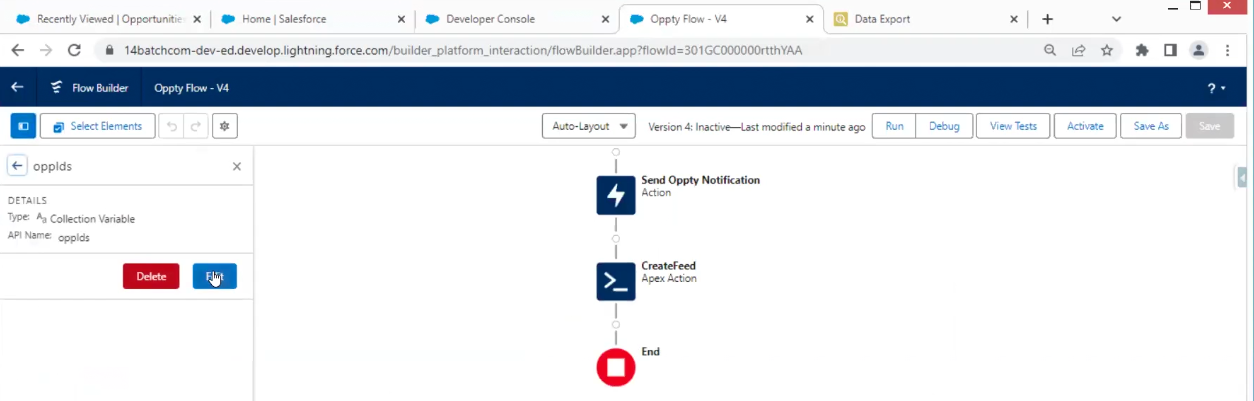 Recently Viewed | Opportunitie
Home | Salesforce
Developer Console
Oppty Flow - V4
Data Export
14batchcom-dev-ed.develop.lightning.force.com/builder_platform_interaction/flowBuilder.app?flowId=301GC000000rtthYAA
Flow Builder
Oppty Flow - V4
?
Select Elements
Auto-Layout
Version 4: Inactive—Last modified a minute ago
Run
Debug
View Tests
Activate
Save As
Save
oppIds
DETAILS
Type: Aa Collection Variable
API Name: oppIds
Delete
Send Oppty Notification
Action
CreateFeed
Apex Action
End